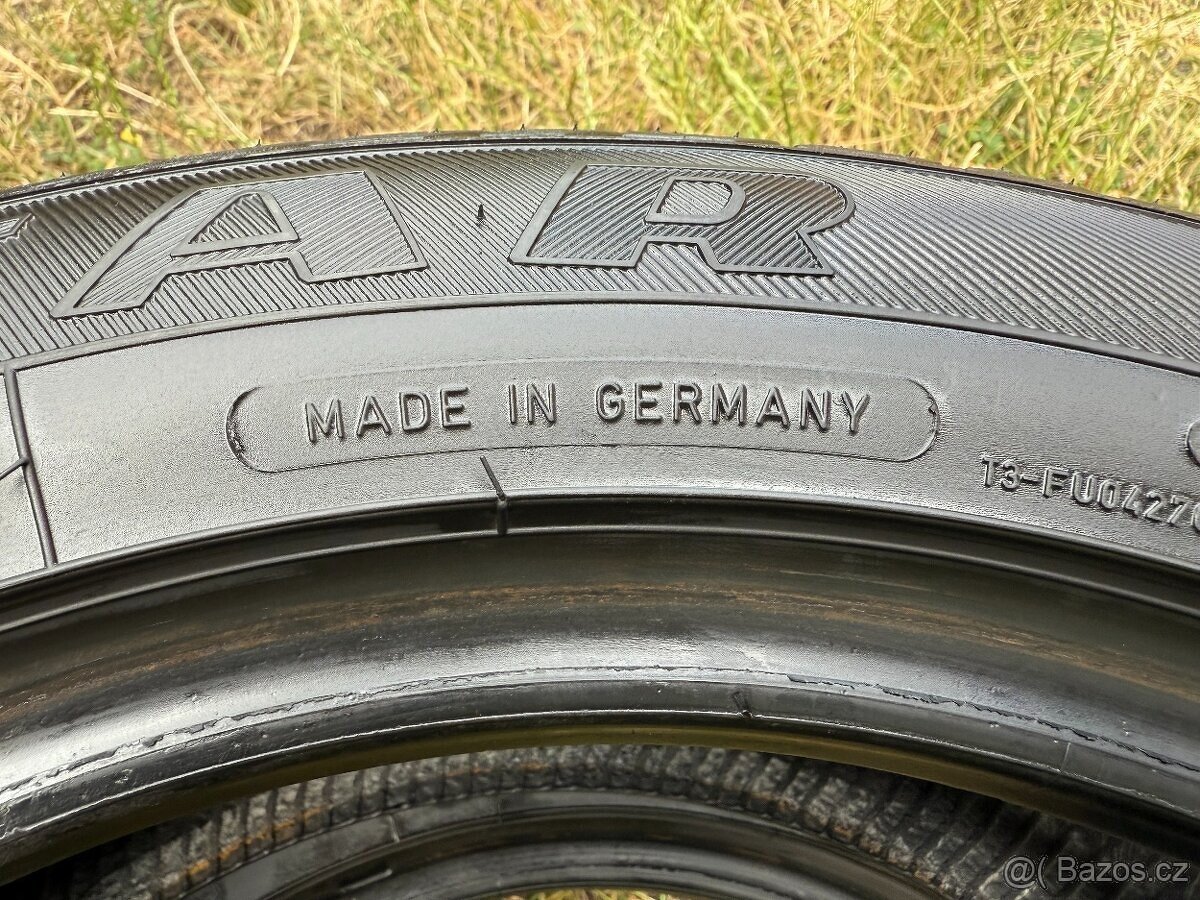 AR
MADE IN GERMANY
T3-FU0427
@( Bazos.cz